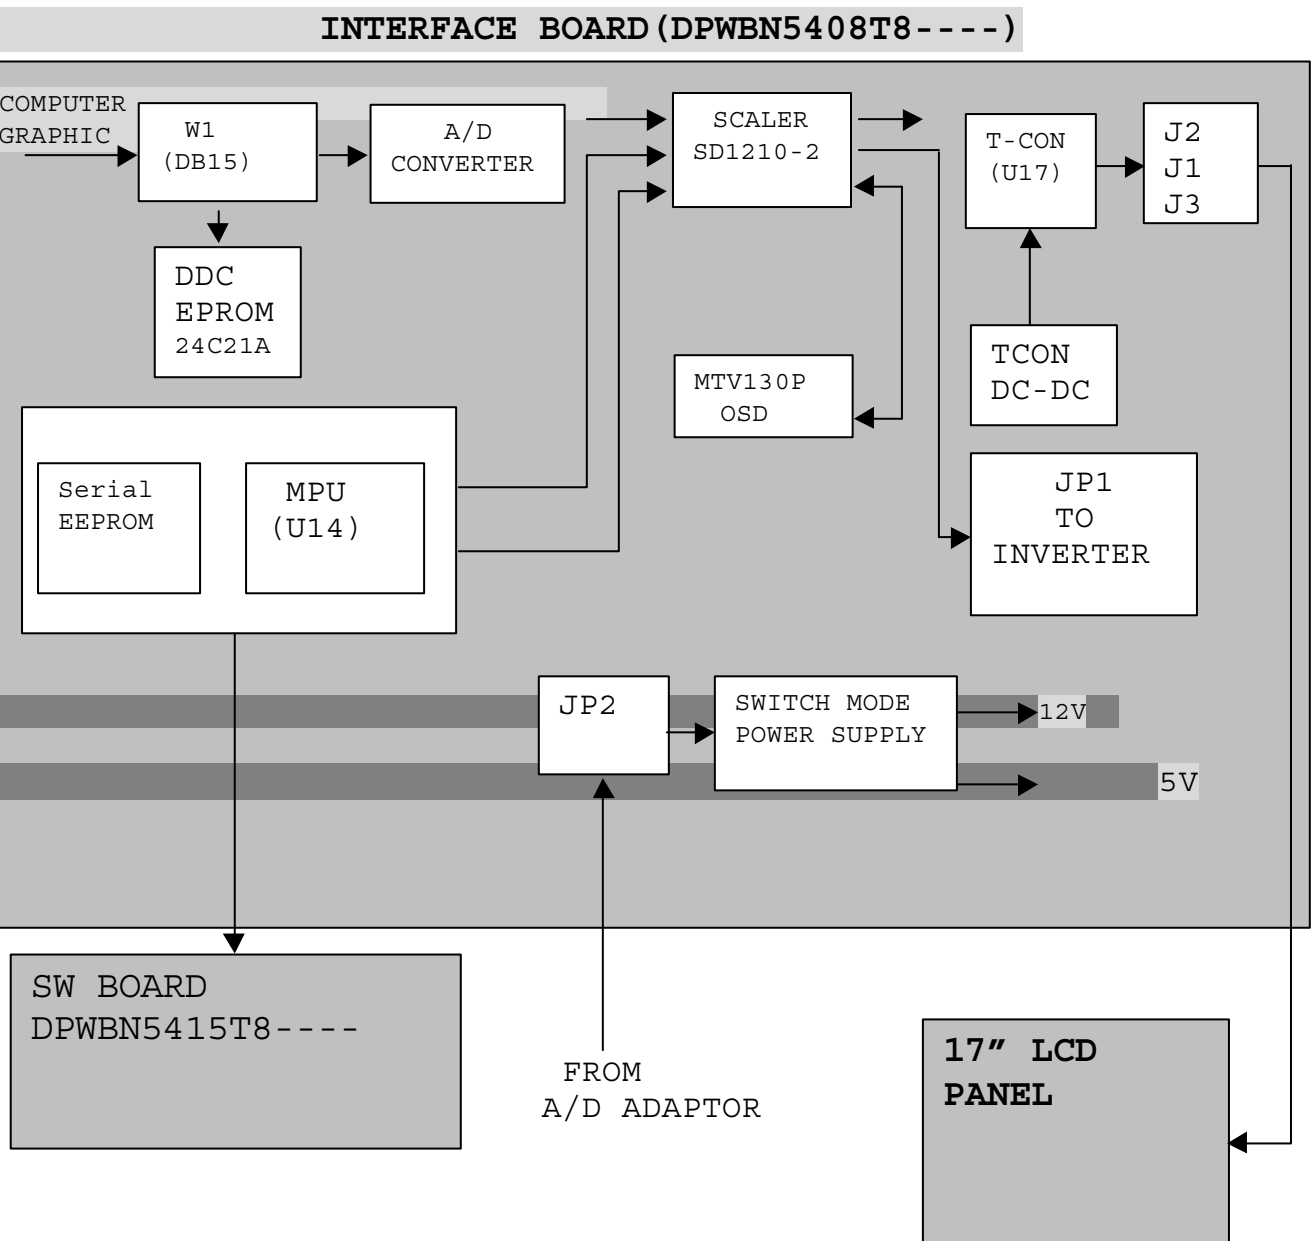 INTERFACE BOARD(DPWBN5408T8----)
COMPUTER
GRAPHIC
W1
(DB15)
A/D
CONVERTER
SCALER
SD1210-2
T-CON
(U17)
J2
J1
J3
DDC
EPROM
24C21A
MTV130P
OSD
TCON
DC-DC
Serial
EEPROM
MPU
(U14)
JP1
TO
INVERTER
JP2
SWITCH MODE
POWER SUPPLY
12V
5V
SW BOARD
DPWBN5415T8----
FROM
A/D ADAPTOR
17″ LCD
PANEL